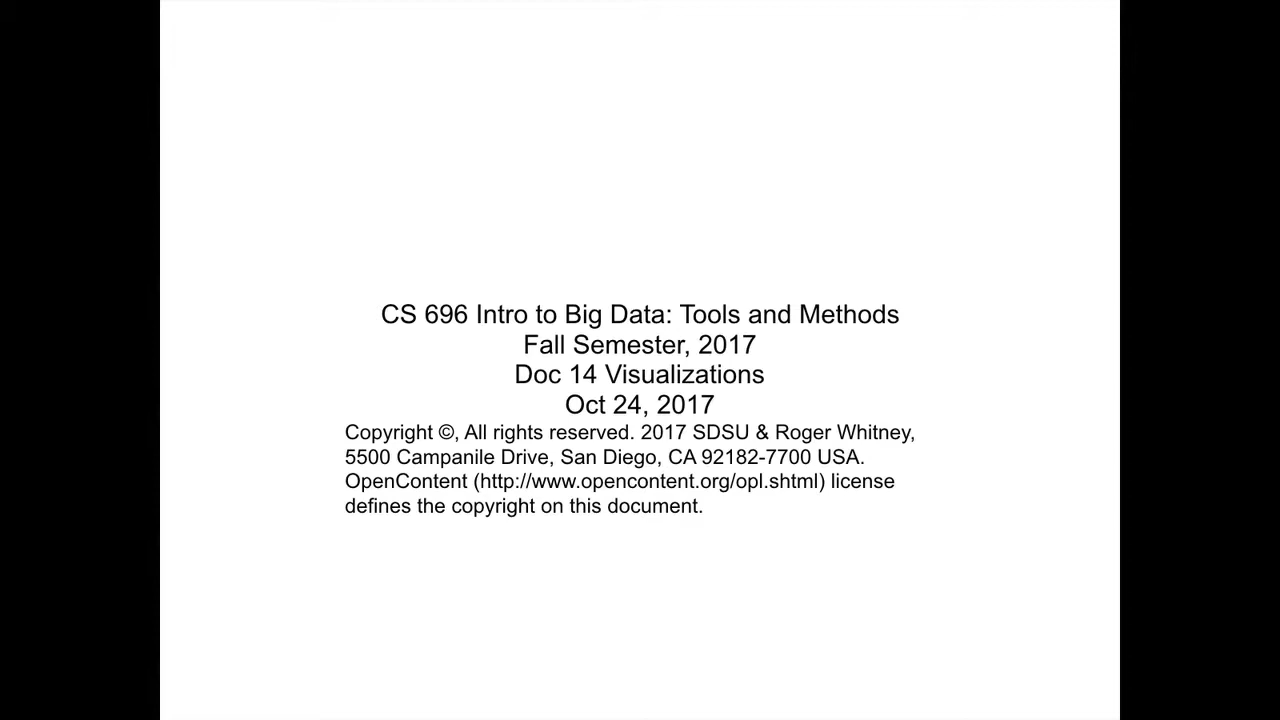 CS 696 Intro to Big Data: Tools and Methods
Fall Semester, 2017
Doc 14 Visualizations
Oct 24, 2017
Copyright ©, All rights reserved. 2017 SDSU & Roger Whitney,
5500 Campanile Drive, San Diego, CA 92182-7700 USA.
OpenContent (http://www.opencontent.org/opl.shtml) license
defines the copyright on this document.